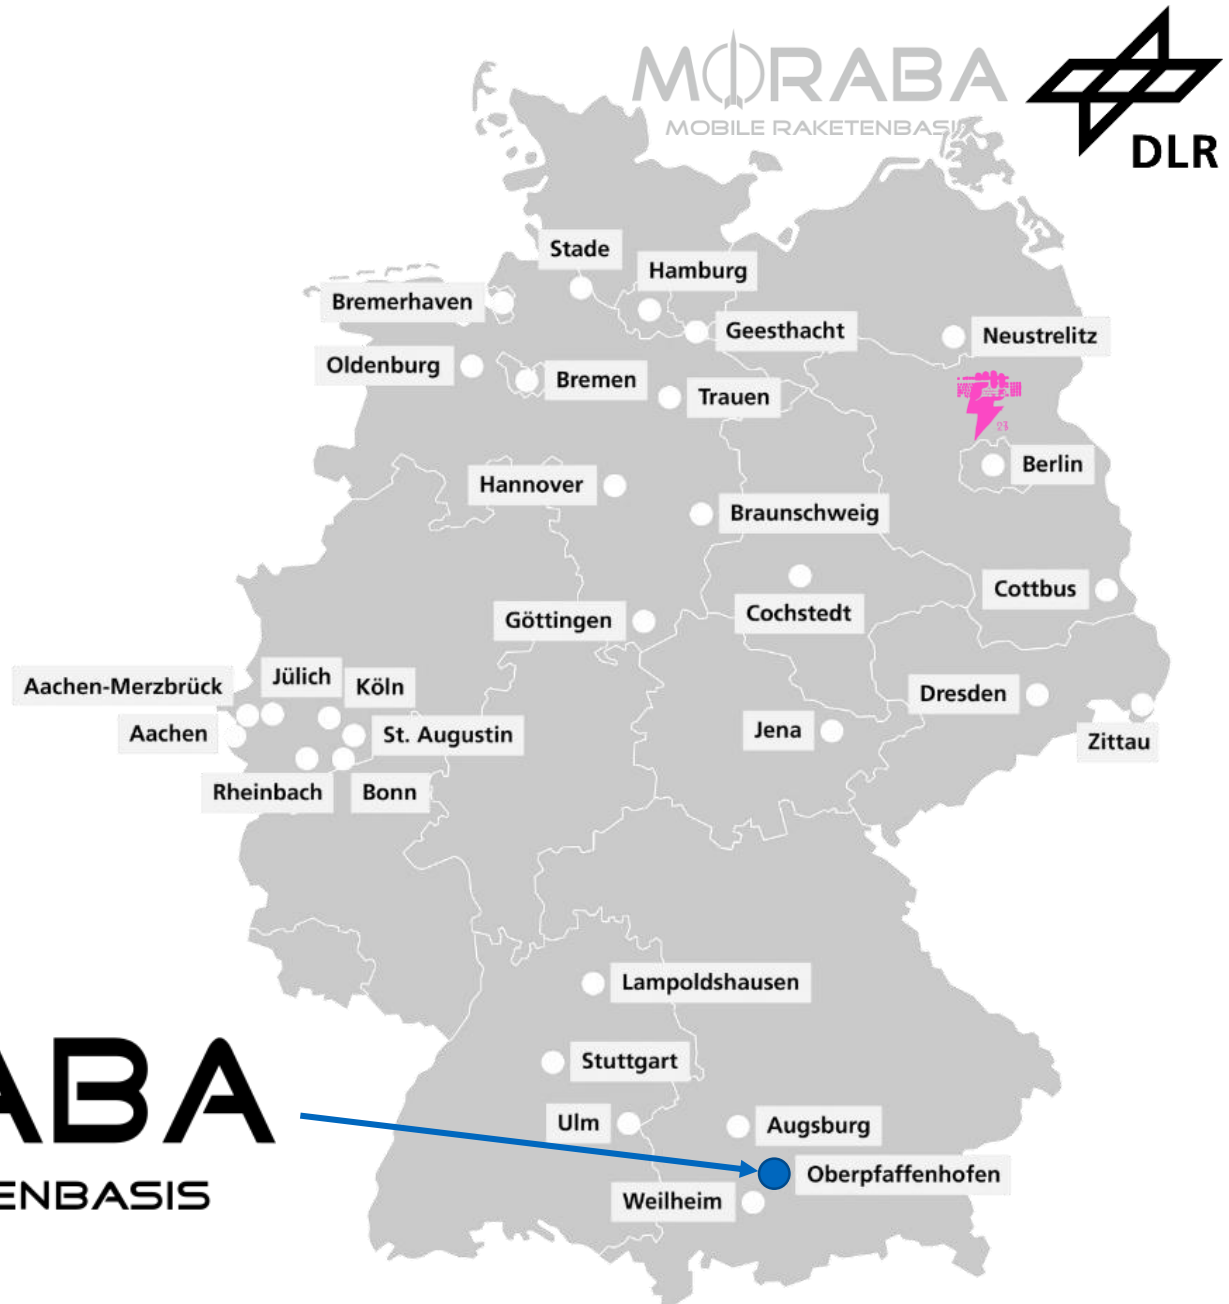 MORABA
MOBILE RAKETENBASIS
DLR
Stade
Hamburg
Bremerhaven
Geesthacht
Neustrelitz
Oldenburg
Bremen
Trauen
Berlin
Hannover
Braunschweig
Cottbus
Cochstedt
Göttingen
Jülich
Aachen-Merzbrück
Köln
Dresden
Aachen
St. Augustin
Jena
Zittau
Rheinbach
Bonn
Lampoldshausen
Stuttgart
ABA
Ulm
Augsburg
Oberpfaffenhofen
ENBASIS
Weilheim